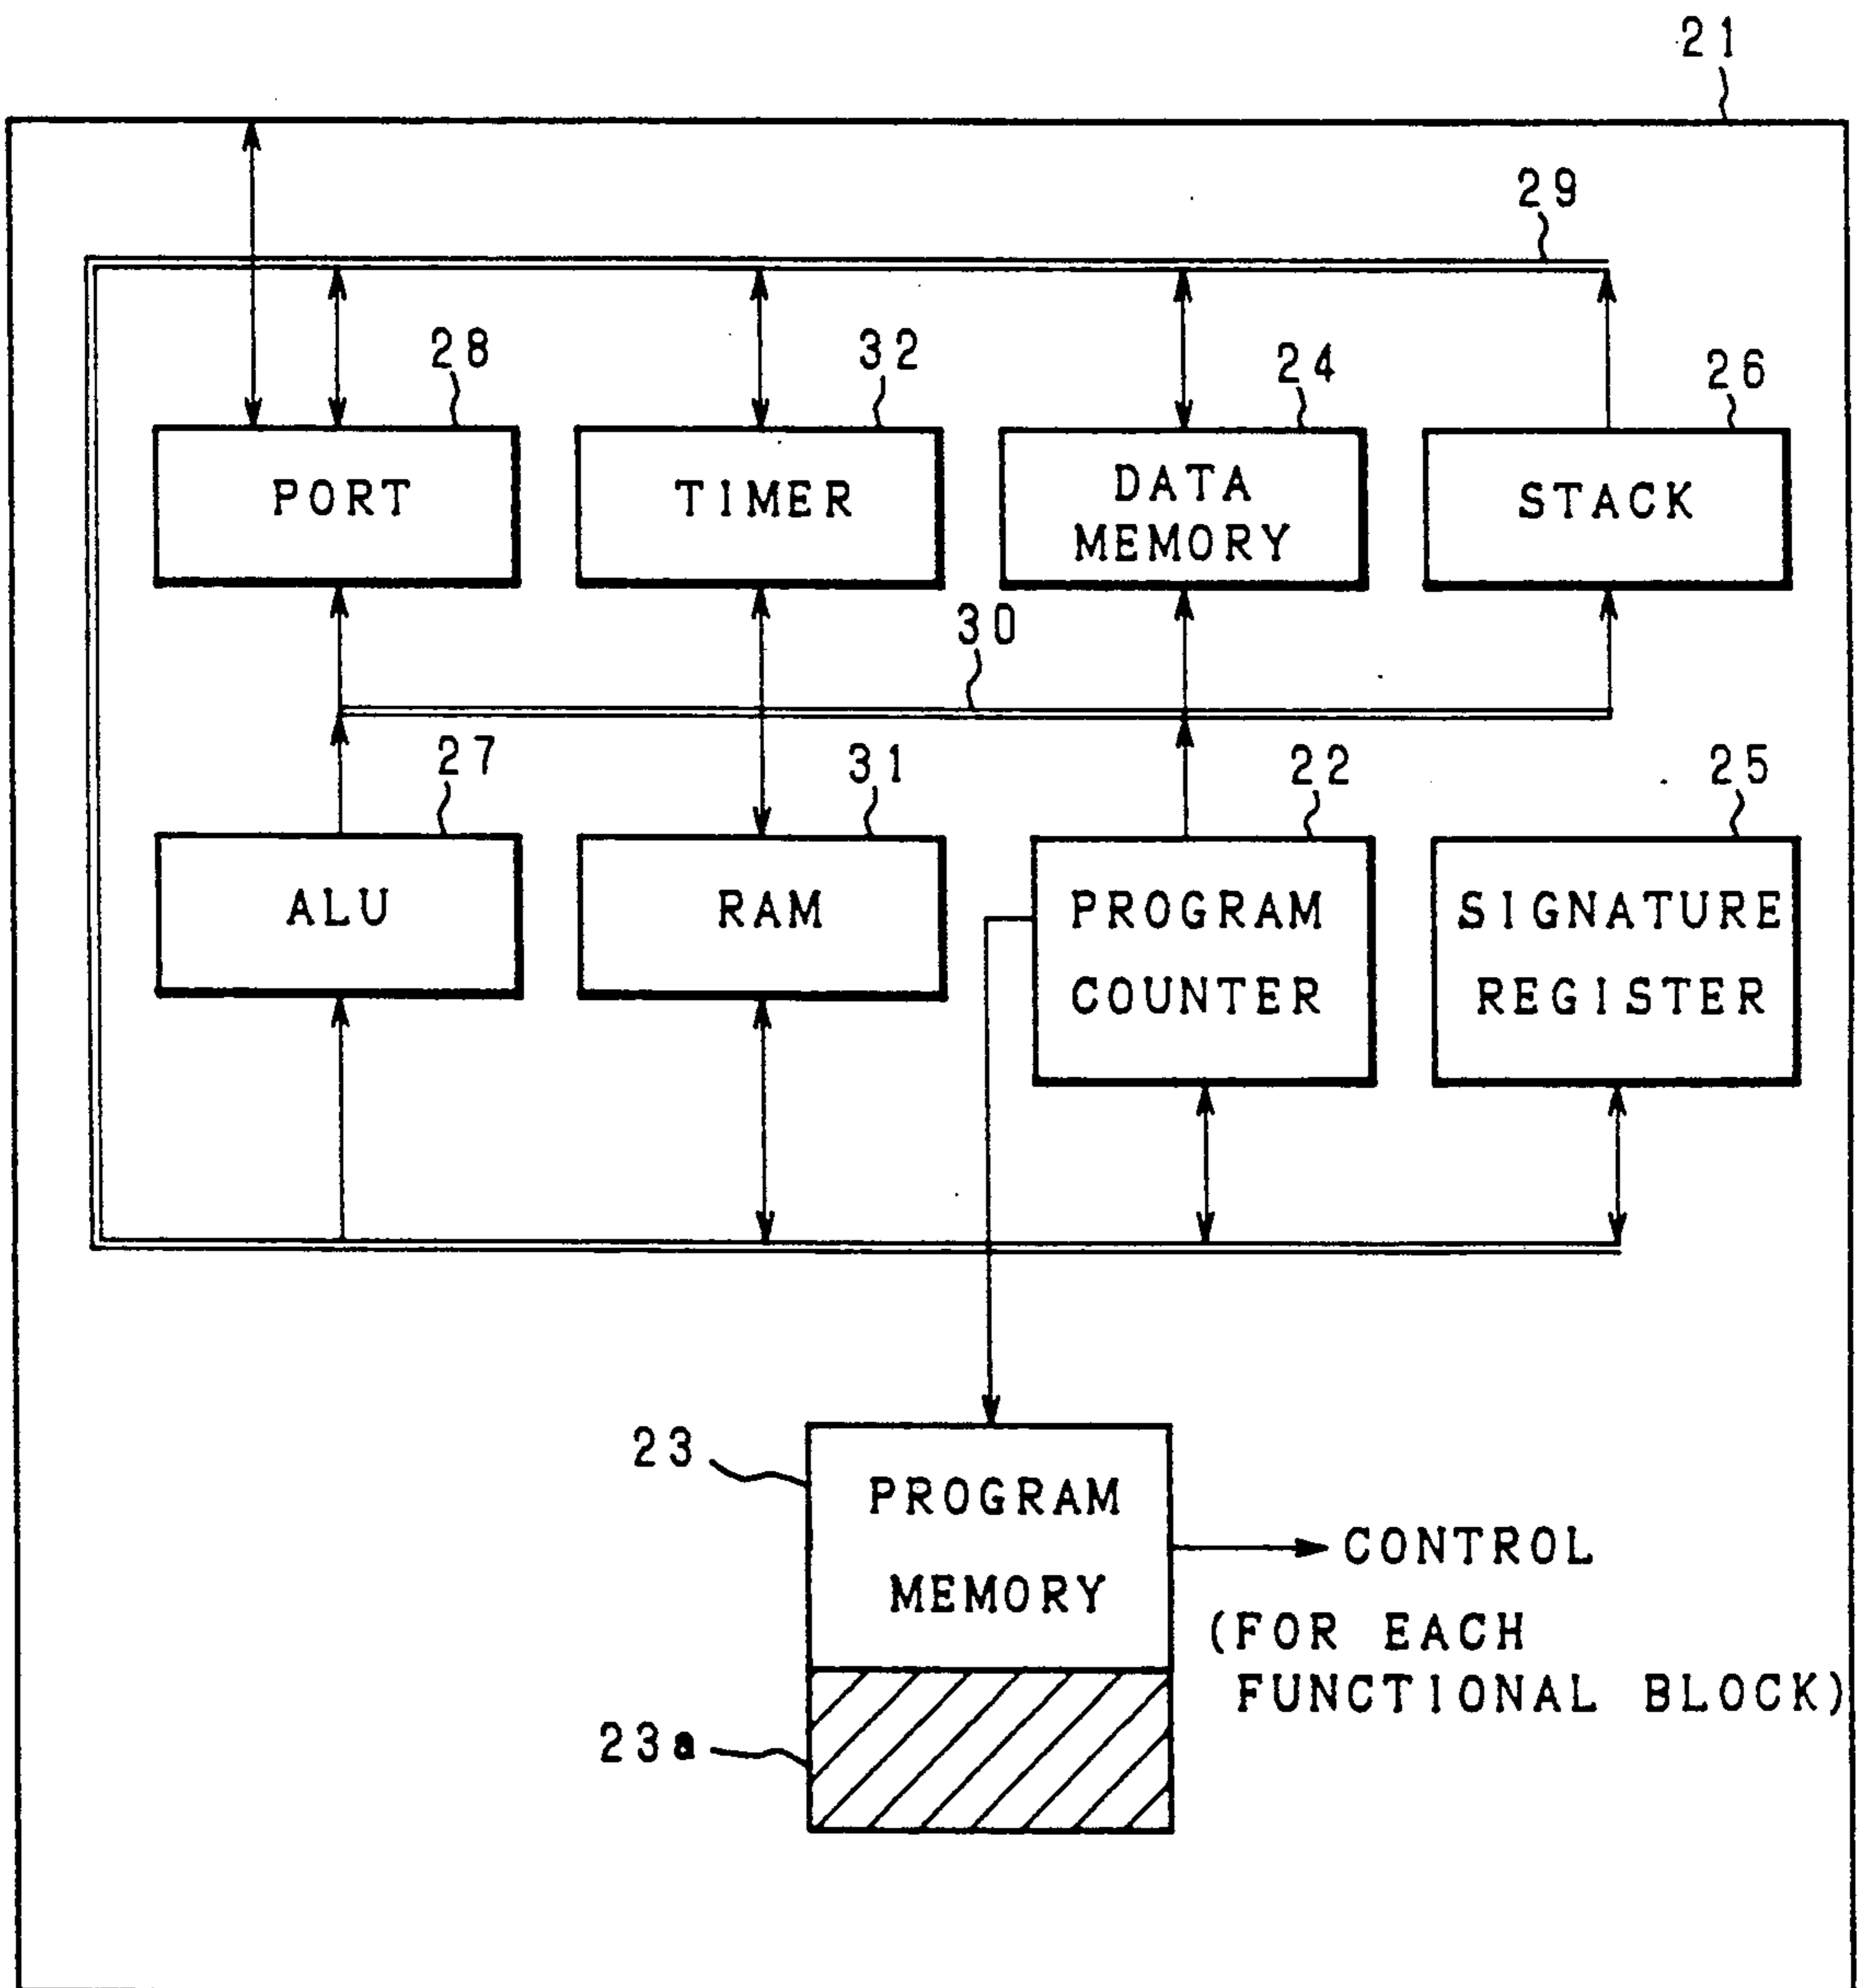 21
29
28
32
24
26
PORT
TIMER
DATA
MEMORY
STACK
30
27
31
22
25
ALU
RAM
PROGRAM
COUNTER
SIGNATURE
REGISTER
23
PROGRAM
MEMORY
CONTROL
(FOR EACH
FUNCTIONAL BLOCK)
23a